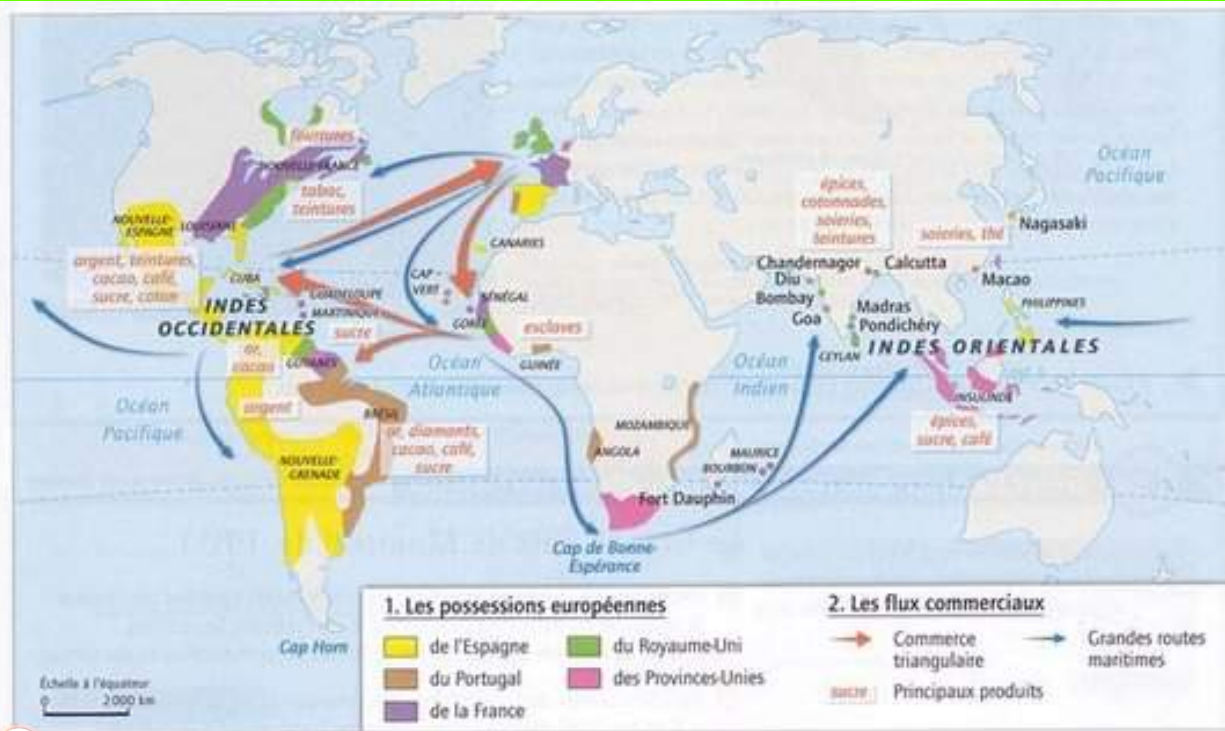 fourrures
NOUVELLE-FRANCE
tabac,
teintures
NOUVELLE-
ESPAGNE
LOUISIANE
argent, teintures,
cacao, café,
sucre, coton
CUBA
INDES
OCCIDENTALES
GUADELOUPE
MARTINIQUE
sucre
or,
cacao
GUYANES
argent
BRÉSIL
or, diamants,
cacao, café,
sucre
NOUVELLE-
GRENADE
Océan
Pacifique
Cap Horn
Océan
Atlantique
CANARIES
CAP-
VERT
SÉNÉGAL
GORÉE
esclaves
GUINÉE
ANGOLA
MOZAMBIQUE
MAURICE
BOURBON
Fort Dauphin
Cap de Bonne-
Espérance
Océan
Indien
épices,
cotonnades,
soieries,
teintures
Chandernagor
Calcutta
Diu
Bombay
Goa
Madras
Pondichéry
CEYLAN
INDES ORIENTALES
soieries, thé
Nagasaki
Macao
PHILIPPINES
INSULINDE
épices,
sucre, café
Océan
Pacifique
Échelle à l'équateur
0 2000 km
1. Les possessions européennes
de l'Espagne
du Portugal
de la France
du Royaume-Uni
des Provinces-Unies
2. Les flux commerciaux
Commerce
triangulaire
Grandes routes
maritimes
sucre Principaux produits